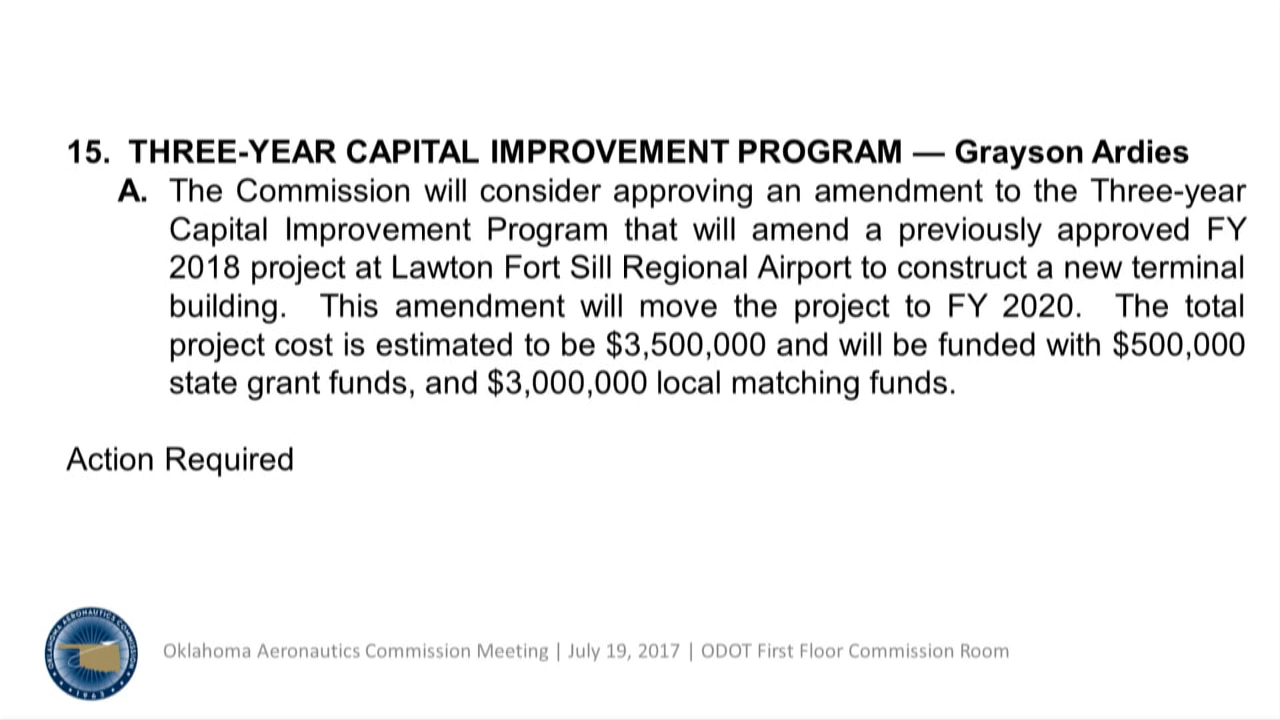 15. THREE-YEAR CAPITAL IMPROVEMENT PROGRAM — Grayson Ardies
A. The Commission will consider approving an amendment to the Three-year
Capital Improvement Program that will amend a previously approved FY
2018 project at Lawton Fort Sill Regional Airport to construct a new terminal
building. This amendment will move the project to FY 2020. The total
project cost is estimated to be $3,500,000 and will be funded with $500,000
state grant funds, and $3,000,000 local matching funds.
Action Required
OKLAHOMA AERONAUTICS COMMISSION
1963
Oklahoma Aeronautics Commission Meeting | July 19, 2017 | ODOT First Floor Commission Room